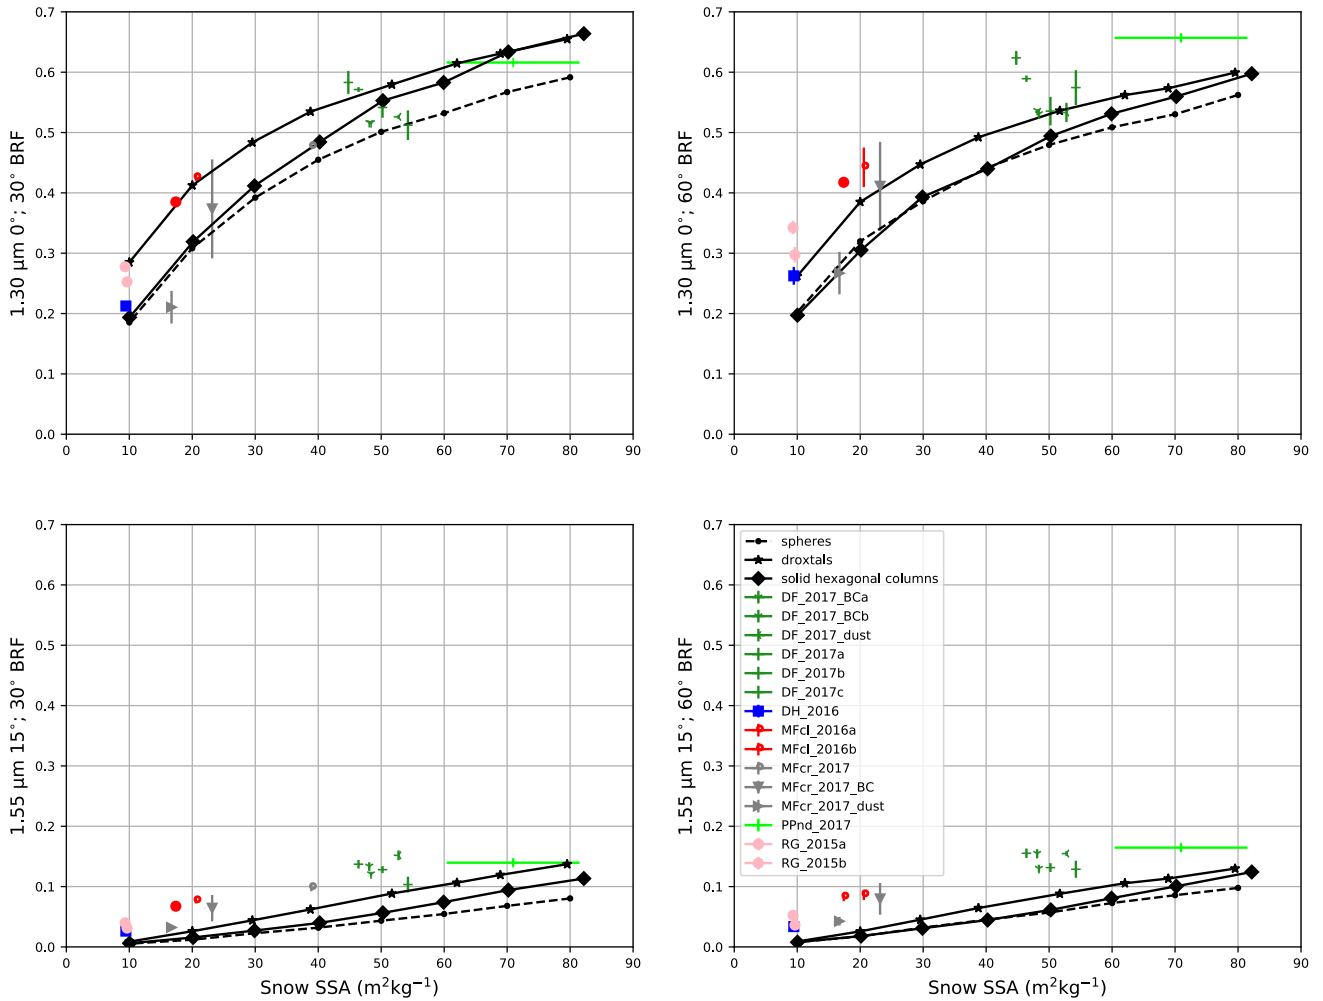 0.7
0.6
0.5
0.4
0.3
0.2
0.1
0.0
1.30 µm 0°; 30° BRF
0 10 20 30 40 50 60 70 80 90
0.7
0.6
0.5
0.4
0.3
0.2
0.1
0.0
1.30 µm 0°; 60° BRF
0 10 20 30 40 50 60 70 80 90
0.7
0.6
0.5
0.4
0.3
0.2
0.1
0.0
1.55 µm 15°; 30° BRF
0 10 20 30 40 50 60 70 80 90
Snow SSA (m²kg⁻¹)
0.7
0.6
0.5
0.4
0.3
0.2
0.1
0.0
1.55 µm 15°; 60° BRF
spheres
droxtals
solid hexagonal columns
DF_2017_BCa
DF_2017_BCb
DF_2017_dust
DF_2017a
DF_2017b
DF_2017c
DH_2016
MFcl_2016a
MFcl_2016b
MFcr_2017
MFcr_2017_BC
MFcr_2017_dust
PPnd_2017
RG_2015a
RG_2015b
0 10 20 30 40 50 60 70 80 90
Snow SSA (m²kg⁻¹)